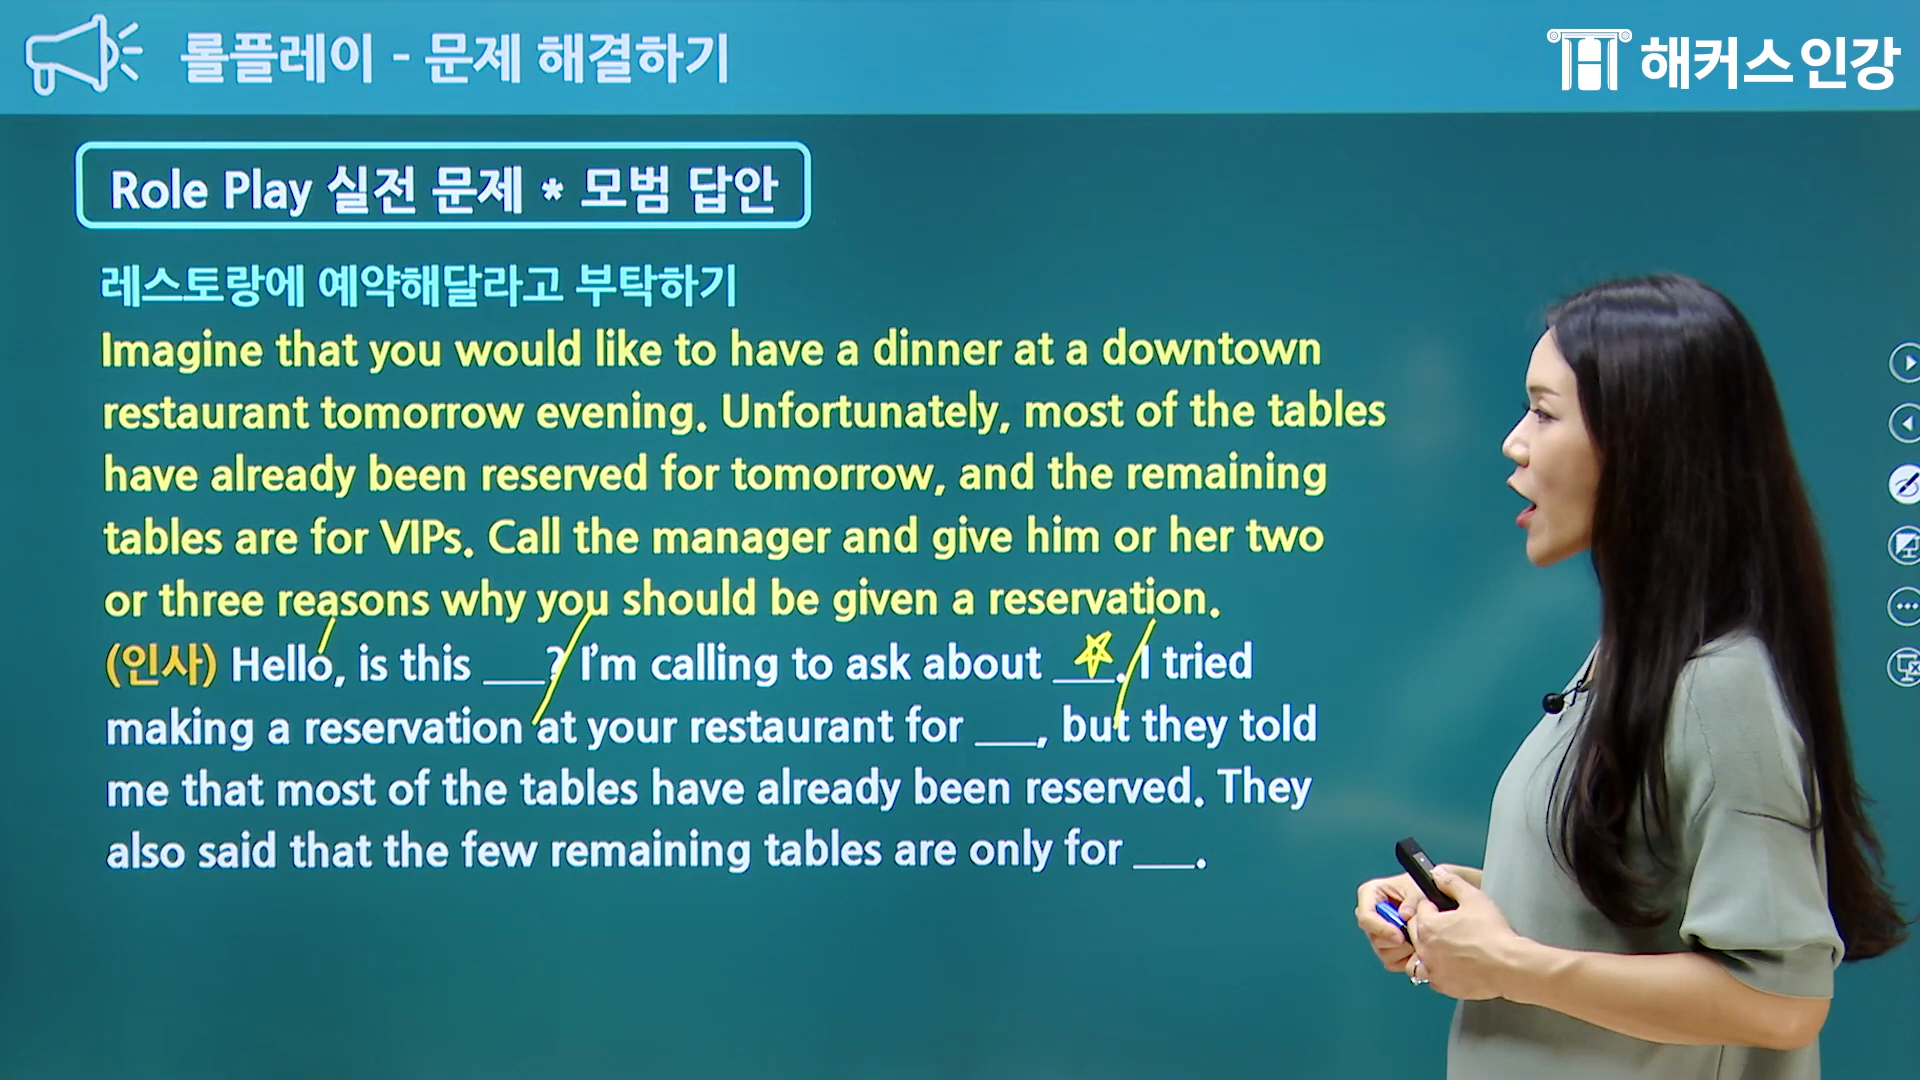 롤플레이 - 문제 해결하기
해커스인강
Role Play 실전 문제 * 모범 답안
레스토랑에 예약해달라고 부탁하기
Imagine that you would like to have a dinner at a downtown
restaurant tomorrow evening. Unfortunately, most of the tables
have already been reserved for tomorrow, and the remaining
tables are for VIPs. Call the manager and give him or her two
or three reasons why you should be given a reservation.
(인사) Hello, is this ___? I'm calling to ask about ___. I tried
making a reservation at your restaurant for ___, but they told
me that most of the tables have already been reserved. They
also said that the few remaining tables are only for ___.